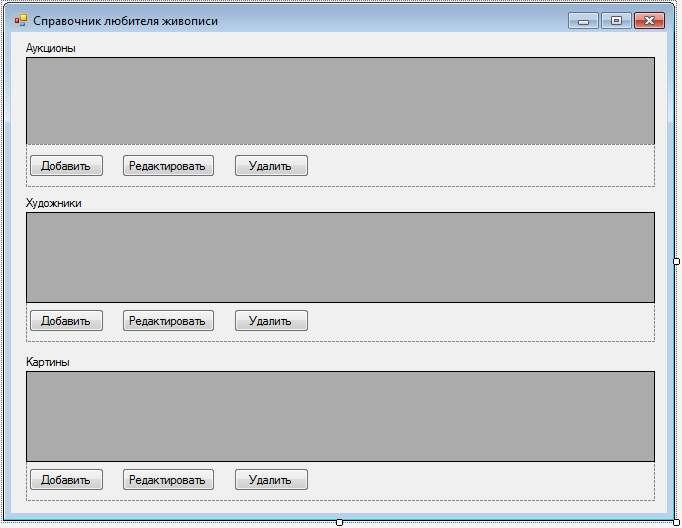 Справочник любителя живописи
Аукционы
Добавить Редактировать Удалить
Художники
Добавить Редактировать Удалить
Картины
Добавить Редактировать Удалить